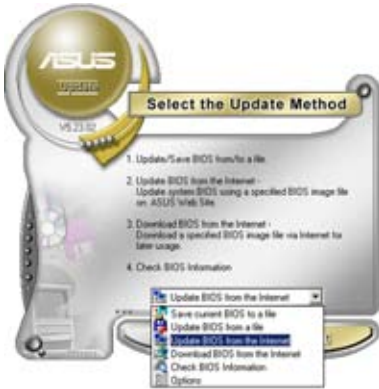 ASUS
Update
V5.23.02
Select the Update Method
1. Update/Save BIOS from/to a file
2. Update BIOS from the Internet -
Update system BIOS using a specified BIOS image file
on ASUS Web Site.
3. Download BIOS from the Internet -
Download a specified BIOS image file via Internet for
later usage.
4. Check BIOS Information
Update BIOS from the Internet
Save current BIOS to a file
Update BIOS from a file
Update BIOS from the Internet
Download BIOS from the Internet
Check BIOS Information
Options